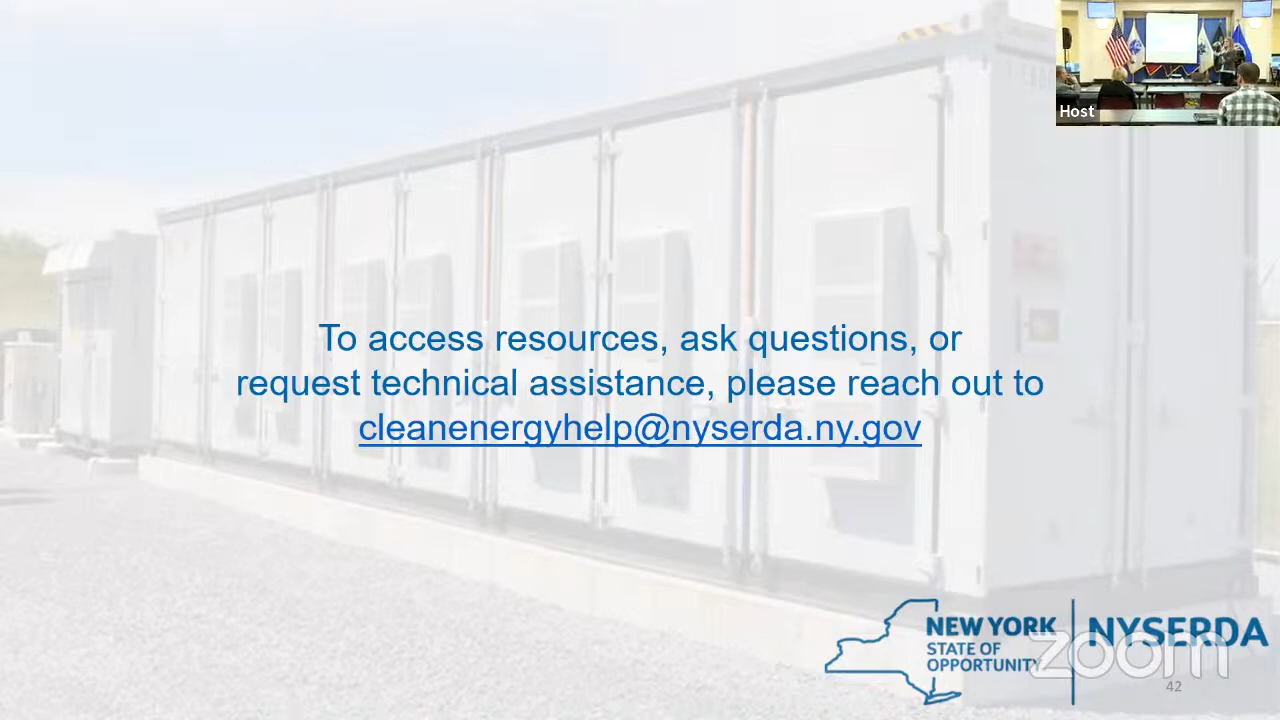 Host
To access resources, ask questions, or
request technical assistance, please reach out to
cleanenergyhelp@nyserda.ny.gov
NEW YORK
STATE OF
OPPORTUNITY
NYSERDA
zoom
42